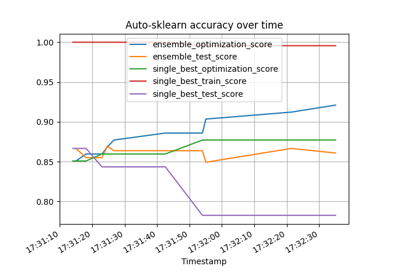 Auto-sklearn accuracy over time
1.00
0.95
0.90
0.85
0.80
ensemble_optimization_score
ensemble_test_score
single_best_optimization_score
single_best_train_score
single_best_test_score
17:31:10
17:31:20
17:31:30
17:31:40
17:31:50
17:32:00
17:32:10
17:32:20
17:32:30
Timestamp